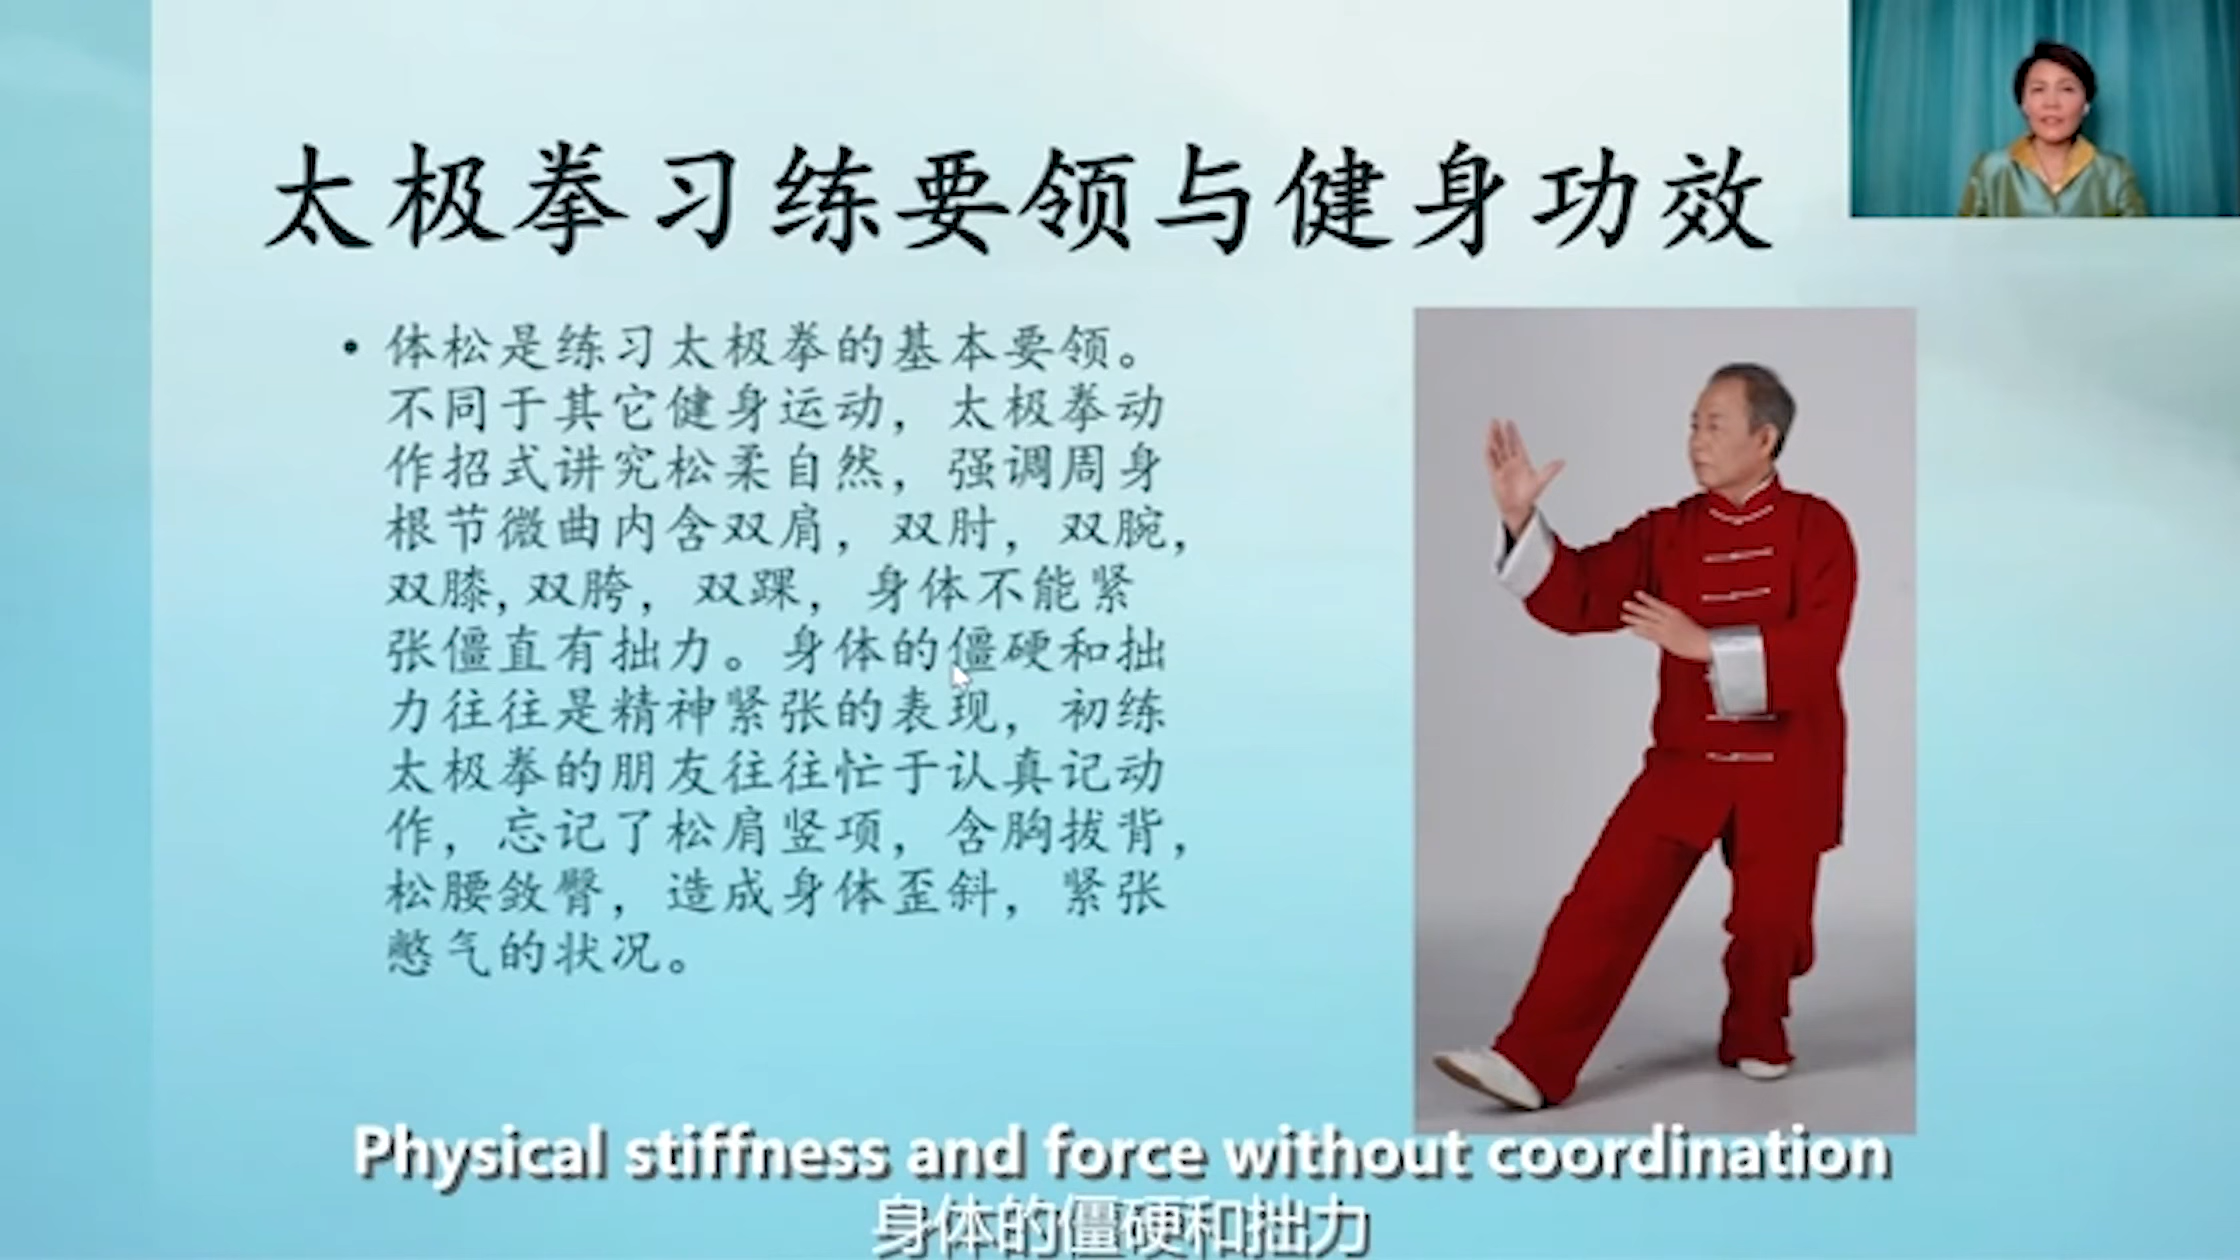 太极拳习练要领与健身功效
• 体松是练习太极拳的基本要领。
不同于其它健身运动，太极拳动
作招式讲究松柔自然，强调周身
根节微曲内含双肩，双肘，双腕，
双膝,双胯，双踝，身体不能紧
张僵直有拙力。身体的僵硬和拙
力往往是精神紧张的表现，初练
太极拳的朋友往往忙于认真记动
作，忘记了松肩竖项，含胸拔背，
松腰敛臀，造成身体歪斜，紧张
憋气的状况。
Physical stiffness and force without coordination
身体的僵硬和拙力